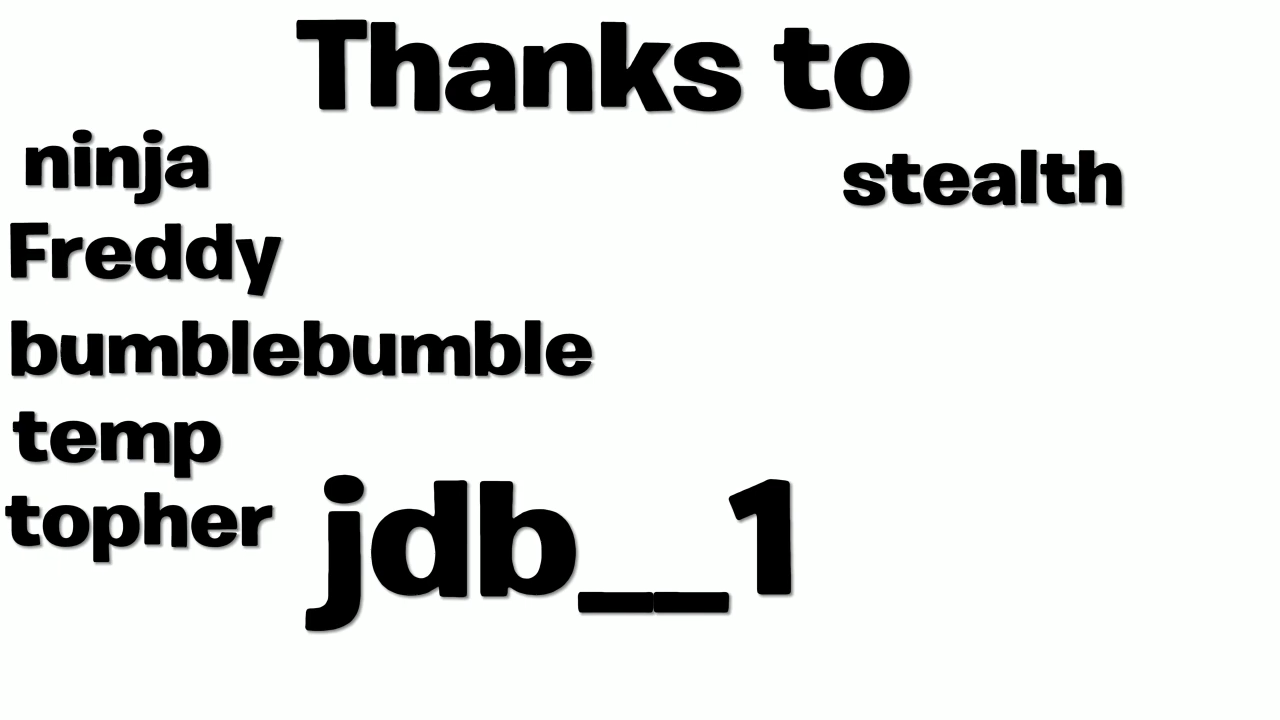 Thanks to
ninja
stealth
Freddy
bumblebumble
temp
topher
jdb__1